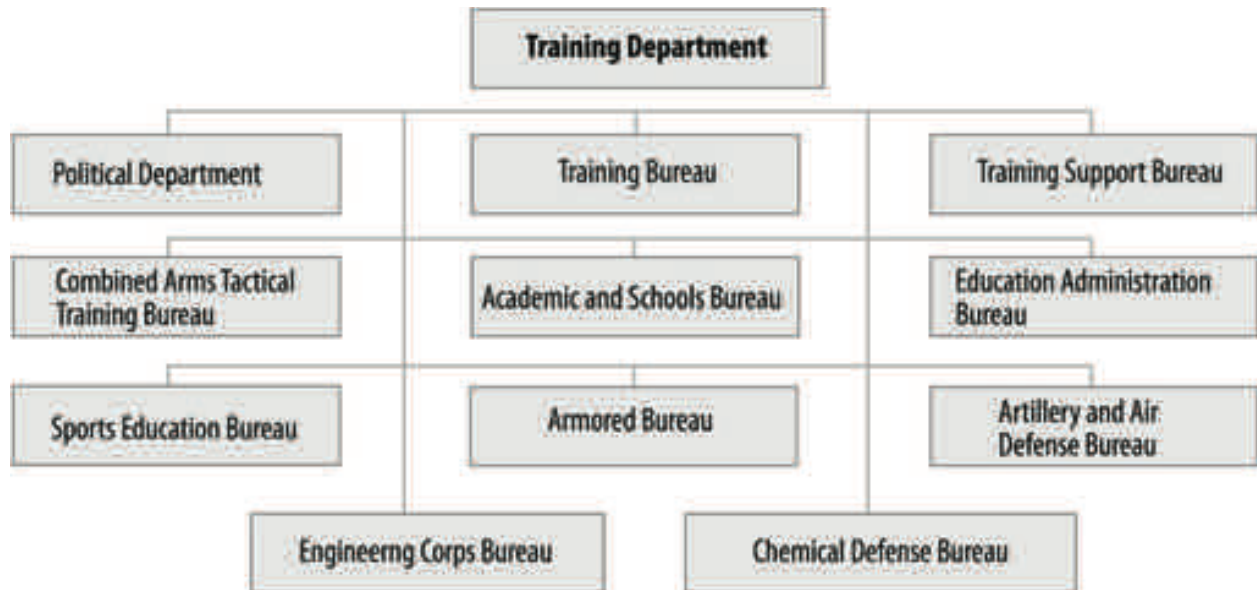 Training Department
Political Department
Training Bureau
Training Support Bureau
Combined Arms Tactical
Training Bureau
Academic and Schools Bureau
Education Administration
Bureau
Sports Education Bureau
Armored Bureau
Artillery and Air
Defense Bureau
Engineerng Corps Bureau
Chemical Defense Bureau